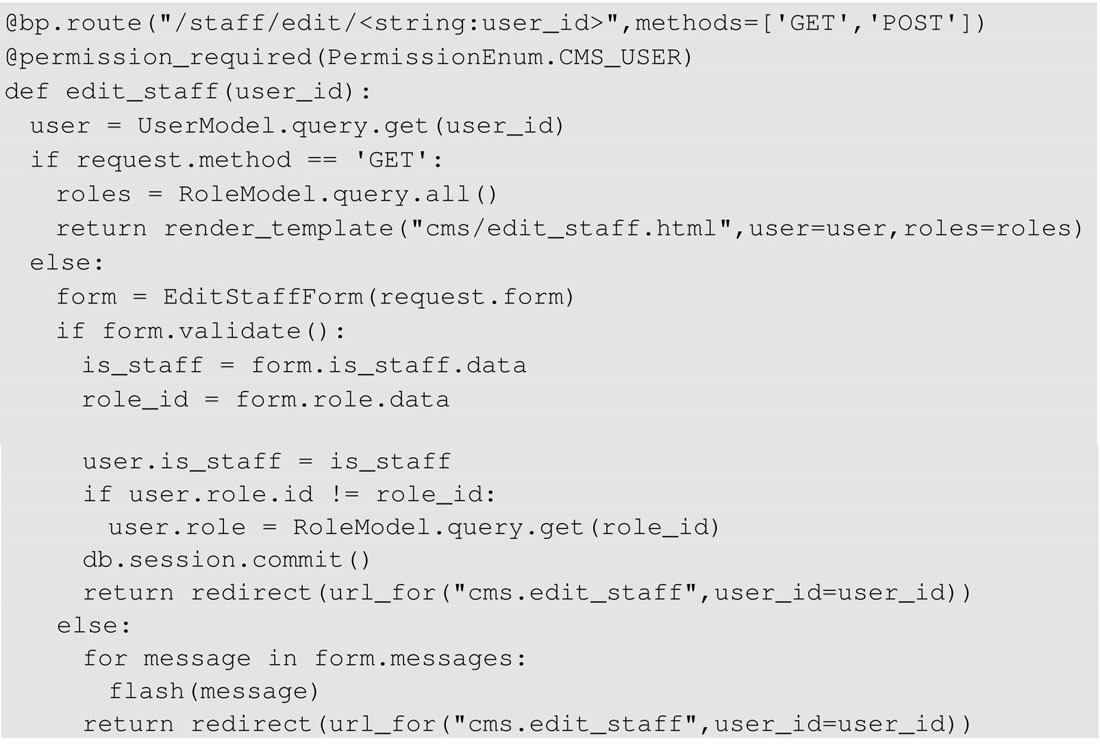 @bp.route("/staff/edit/<string:user_id>",methods=['GET','POST'])
@permission_required(PermissionEnum.CMS_USER)
def edit_staff(user_id):
  user = UserModel.query.get(user_id)
  if request.method == 'GET':
    roles = RoleModel.query.all()
    return render_template("cms/edit_staff.html",user=user,roles=roles)
  else:
    form = EditStaffForm(request.form)
    if form.validate():
      is_staff = form.is_staff.data
      role_id = form.role.data

      user.is_staff = is_staff
      if user.role.id != role_id:
        user.role = RoleModel.query.get(role_id)
      db.session.commit()
      return redirect(url_for("cms.edit_staff",user_id=user_id))
    else:
      for message in form.messages:
        flash(message)
      return redirect(url_for("cms.edit_staff",user_id=user_id))